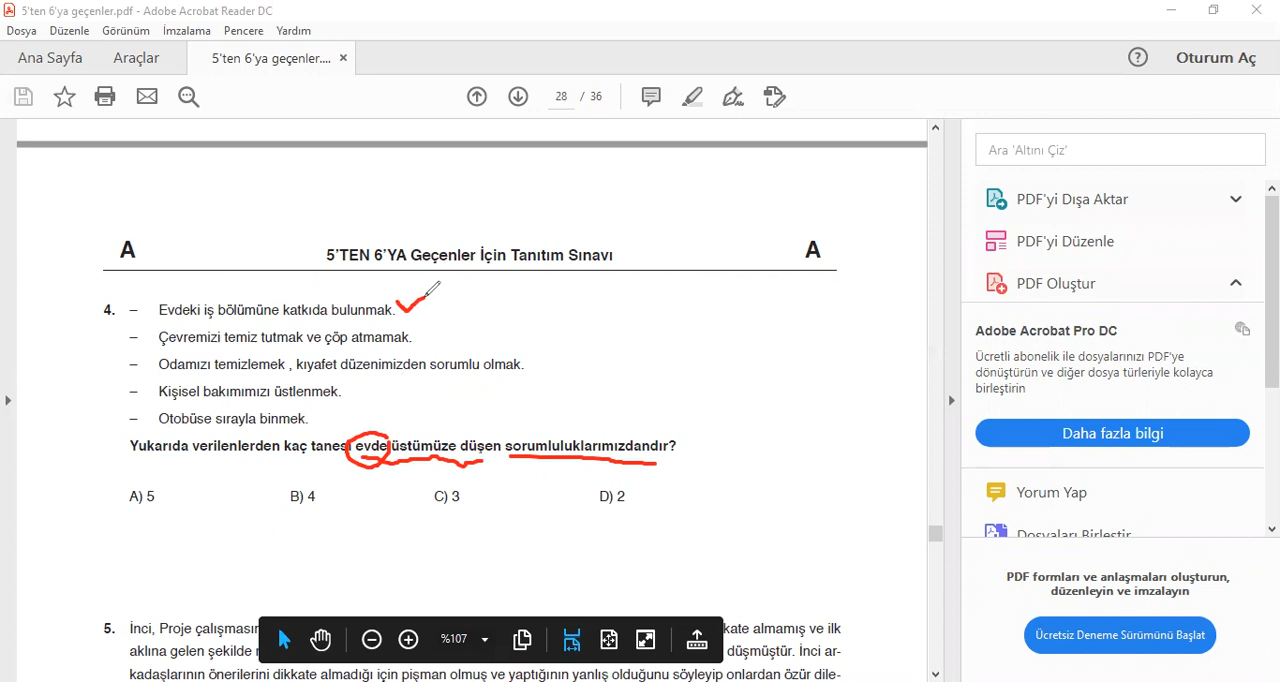 5'ten 6'ya geçenler.pdf - Adobe Acrobat Reader DC
Dosya Düzenle Görünüm İmzalama Pencere Yardım
Ana Sayfa Araçlar 5'ten 6'ya geçenler.... × ? Oturum Aç
28 / 36
Ara 'Altını Çiz'
PDF'yi Dışa Aktar
PDF'yi Düzenle
PDF Oluştur
Adobe Acrobat Pro DC
Ücretli abonelik ile dosyalarınızı PDF'ye
dönüştürün ve diğer dosya türleriyle kolayca
birleştirin
Daha fazla bilgi
Yorum Yap
Dosyaları Birleştir
PDF formları ve anlaşmaları oluşturun,
düzenleyin ve imzalayın
Ücretsiz Deneme Sürümünü Başlat
A 5'TEN 6'YA Geçenler İçin Tanıtım Sınavı A
4. – Evdeki iş bölümüne katkıda bulunmak.
– Çevremizi temiz tutmak ve çöp atmamak.
– Odamızı temizlemek , kıyafet düzenimizden sorumlu olmak.
– Kişisel bakımımızı üstlenmek.
– Otobüse sırayla binmek.
Yukarıda verilenlerden kaç tanesi evde üstümüze düşen sorumluluklarımızdandır?
A) 5 B) 4 C) 3 D) 2
5. İnci, Proje çalışmasın kate almamış ve ilk
aklına gelen şekilde düşmüştür. İnci ar-
kadaşlarının önerilerini dikkate almadığı için pişman olmuş ve yaptığının yanlış olduğunu söyleyip onlardan özür dile-
%107